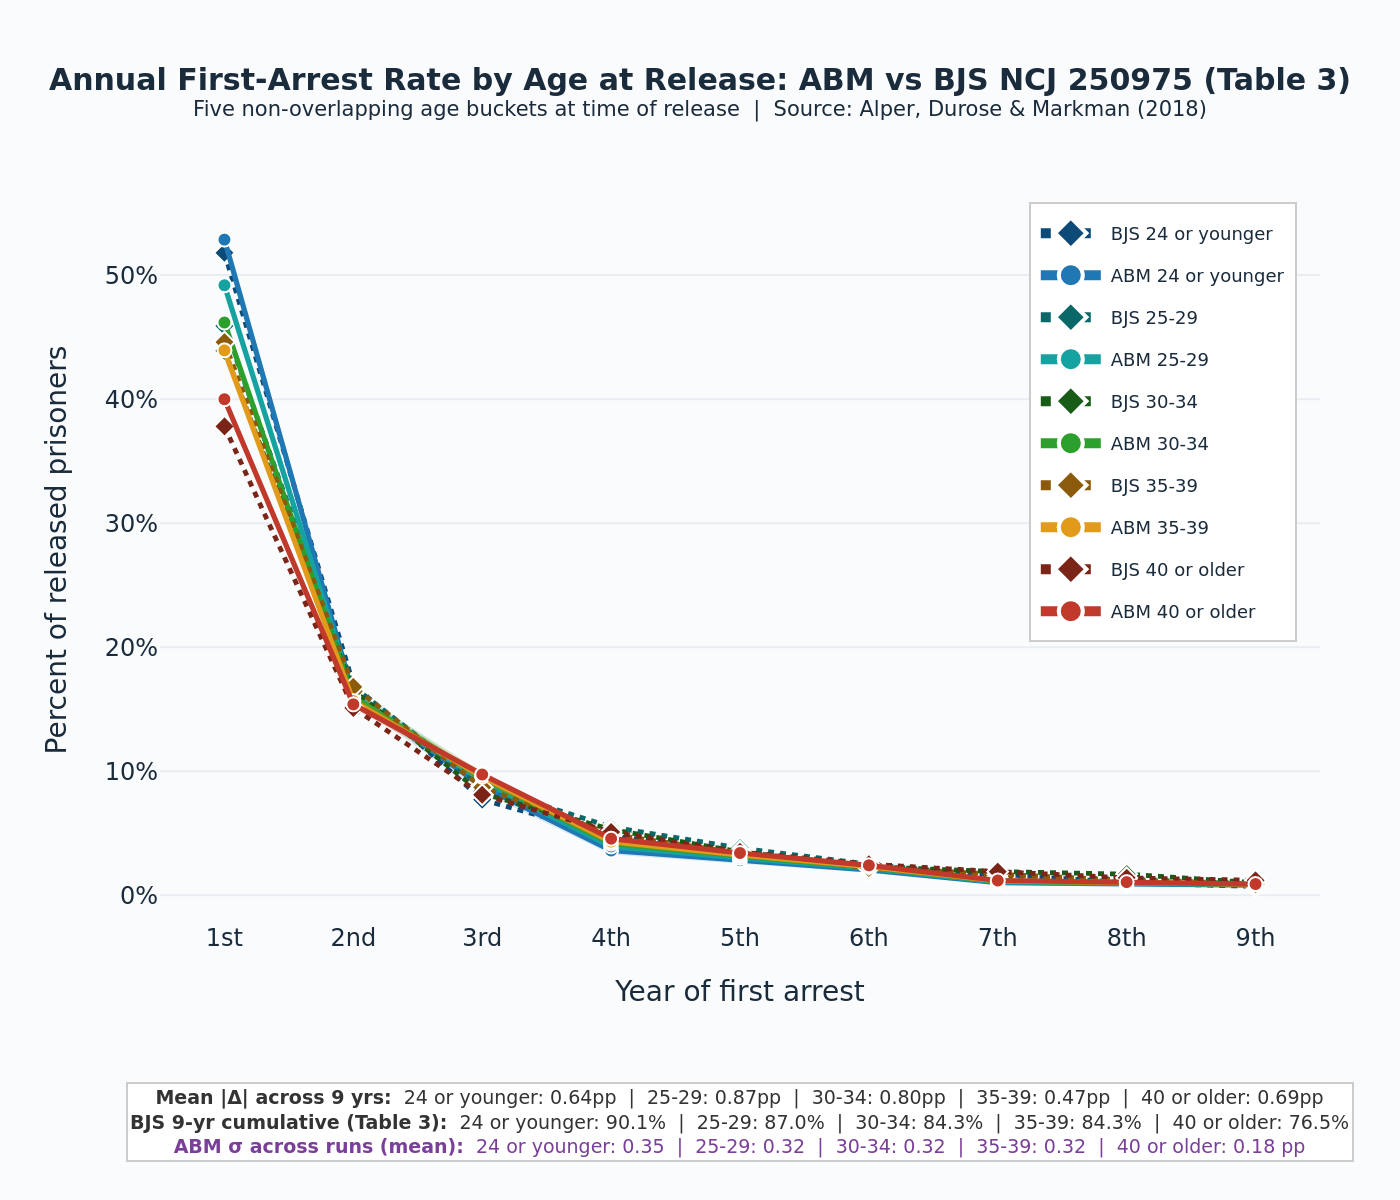 Annual First-Arrest Rate by Age at Release: ABM vs BJS NCJ 250975 (Table 3)
Five non-overlapping age buckets at time of release | Source: Alper, Durose & Markman (2018)
BJS 24 or younger
ABM 24 or younger
BJS 25-29
ABM 25-29
BJS 30-34
ABM 30-34
BJS 35-39
ABM 35-39
BJS 40 or older
ABM 40 or older
Percent of released prisoners
50%
40%
30%
20%
10%
0%
1st 2nd 3rd 4th 5th 6th 7th 8th 9th
Year of first arrest
Mean |Δ| across 9 yrs: 24 or younger: 0.64pp | 25-29: 0.87pp | 30-34: 0.80pp | 35-39: 0.47pp | 40 or older: 0.69pp
BJS 9-yr cumulative (Table 3): 24 or younger: 90.1% | 25-29: 87.0% | 30-34: 84.3% | 35-39: 84.3% | 40 or older: 76.5%
ABM σ across runs (mean): 24 or younger: 0.35 | 25-29: 0.32 | 30-34: 0.32 | 35-39: 0.32 | 40 or older: 0.18 pp